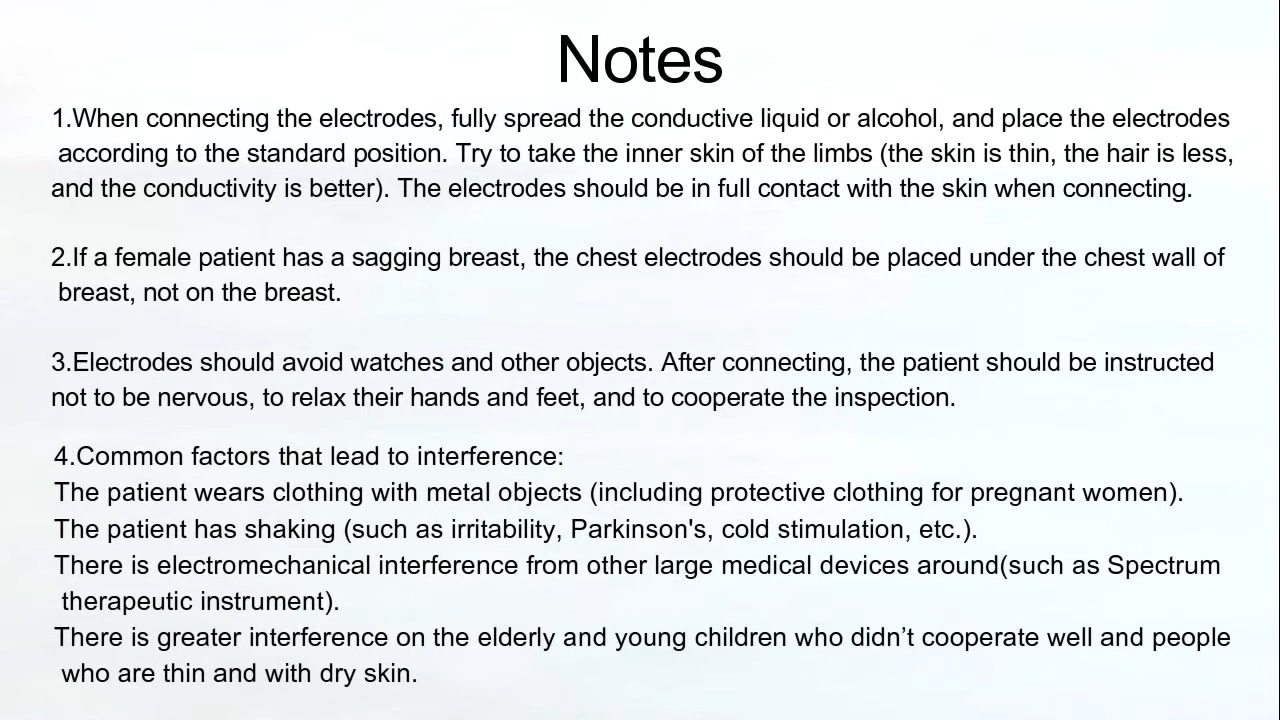 Notes
1.When connecting the electrodes, fully spread the conductive liquid or alcohol, and place the electrodes
according to the standard position. Try to take the inner skin of the limbs (the skin is thin, the hair is less,
and the conductivity is better). The electrodes should be in full contact with the skin when connecting.
2.If a female patient has a sagging breast, the chest electrodes should be placed under the chest wall of
breast, not on the breast.
3.Electrodes should avoid watches and other objects. After connecting, the patient should be instructed
not to be nervous, to relax their hands and feet, and to cooperate the inspection.
4.Common factors that lead to interference:
The patient wears clothing with metal objects (including protective clothing for pregnant women).
The patient has shaking (such as irritability, Parkinson's, cold stimulation, etc.).
There is electromechanical interference from other large medical devices around(such as Spectrum
therapeutic instrument).
There is greater interference on the elderly and young children who didn’t cooperate well and people
who are thin and with dry skin.